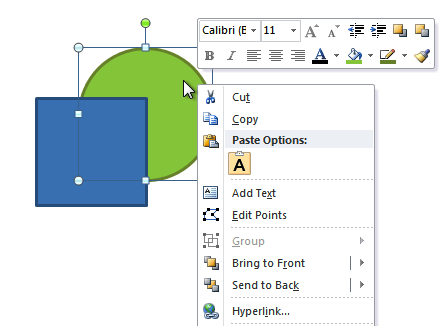 Calibri (E 11 A A
B I A
Cut
Copy
Paste Options:
A
Add Text
Edit Points
Group
Bring to Front
Send to Back
Hyperlink...